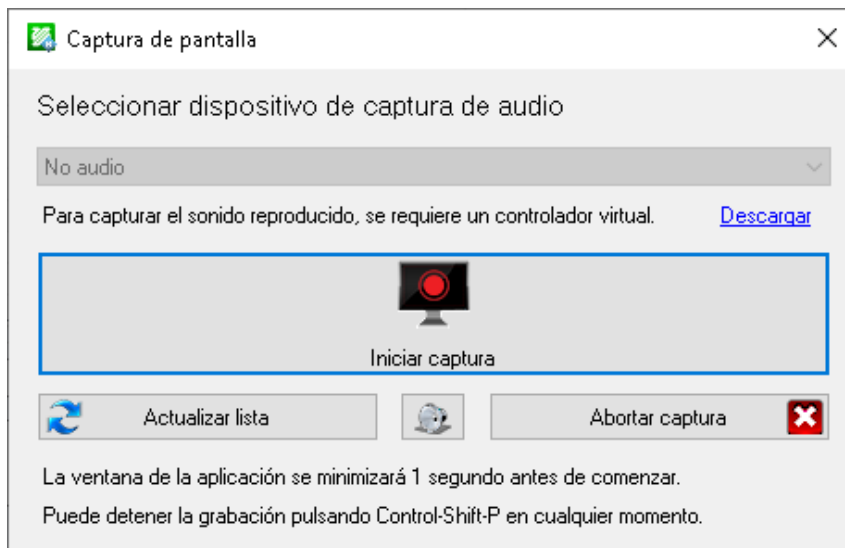 Captura de pantalla
Seleccionar dispositivo de captura de audio
No audio
Para capturar el sonido reproducido, se requiere un controlador virtual. Descargar
Iniciar captura
Actualizar lista Abortar captura
La ventana de la aplicación se minimizará 1 segundo antes de comenzar.
Puede detener la grabación pulsando Control-Shift-P en cualquier momento.